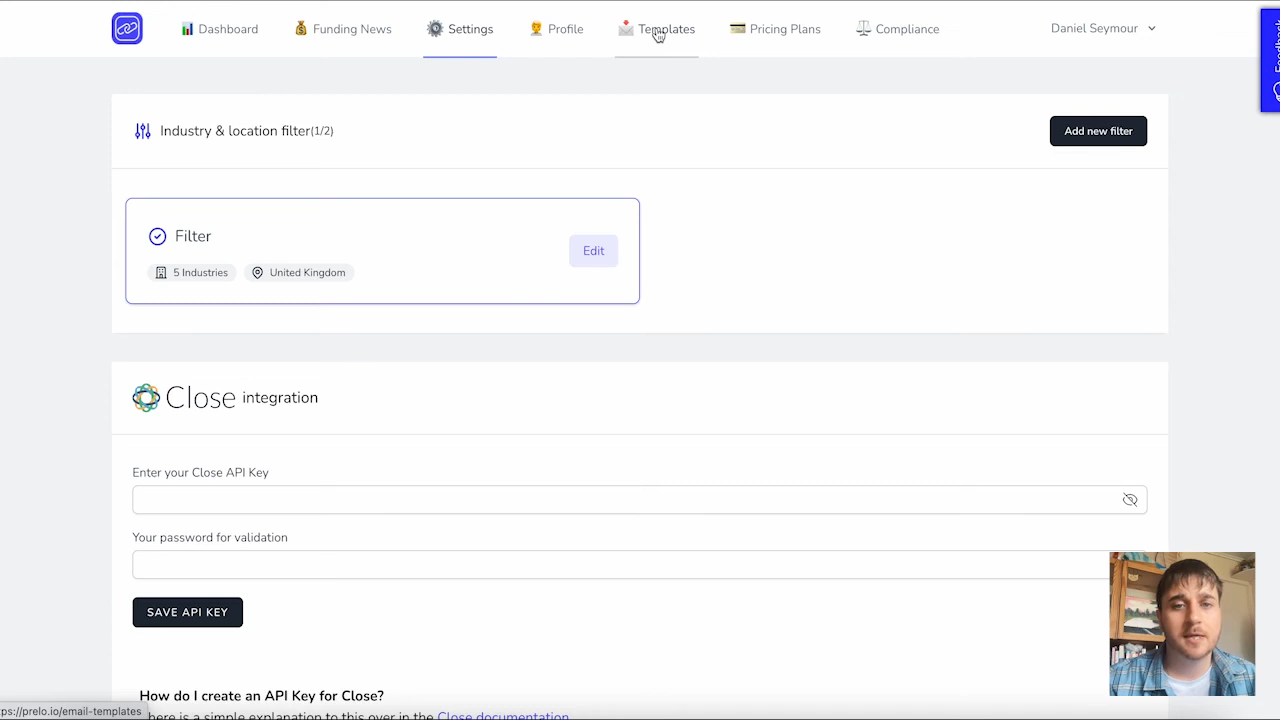 Dashboard
Funding News
Settings
Profile
Templates
Pricing Plans
Compliance
Daniel Seymour
Industry & location filter(1/2)
Add new filter
Filter
Edit
5 Industries
United Kingdom
Close integration
Enter your Close API Key
Your password for validation
SAVE API KEY
How do I create an API Key for Close?
here is a simple explanation to this over in the Close documentation
ps://prelo.io/email-templates